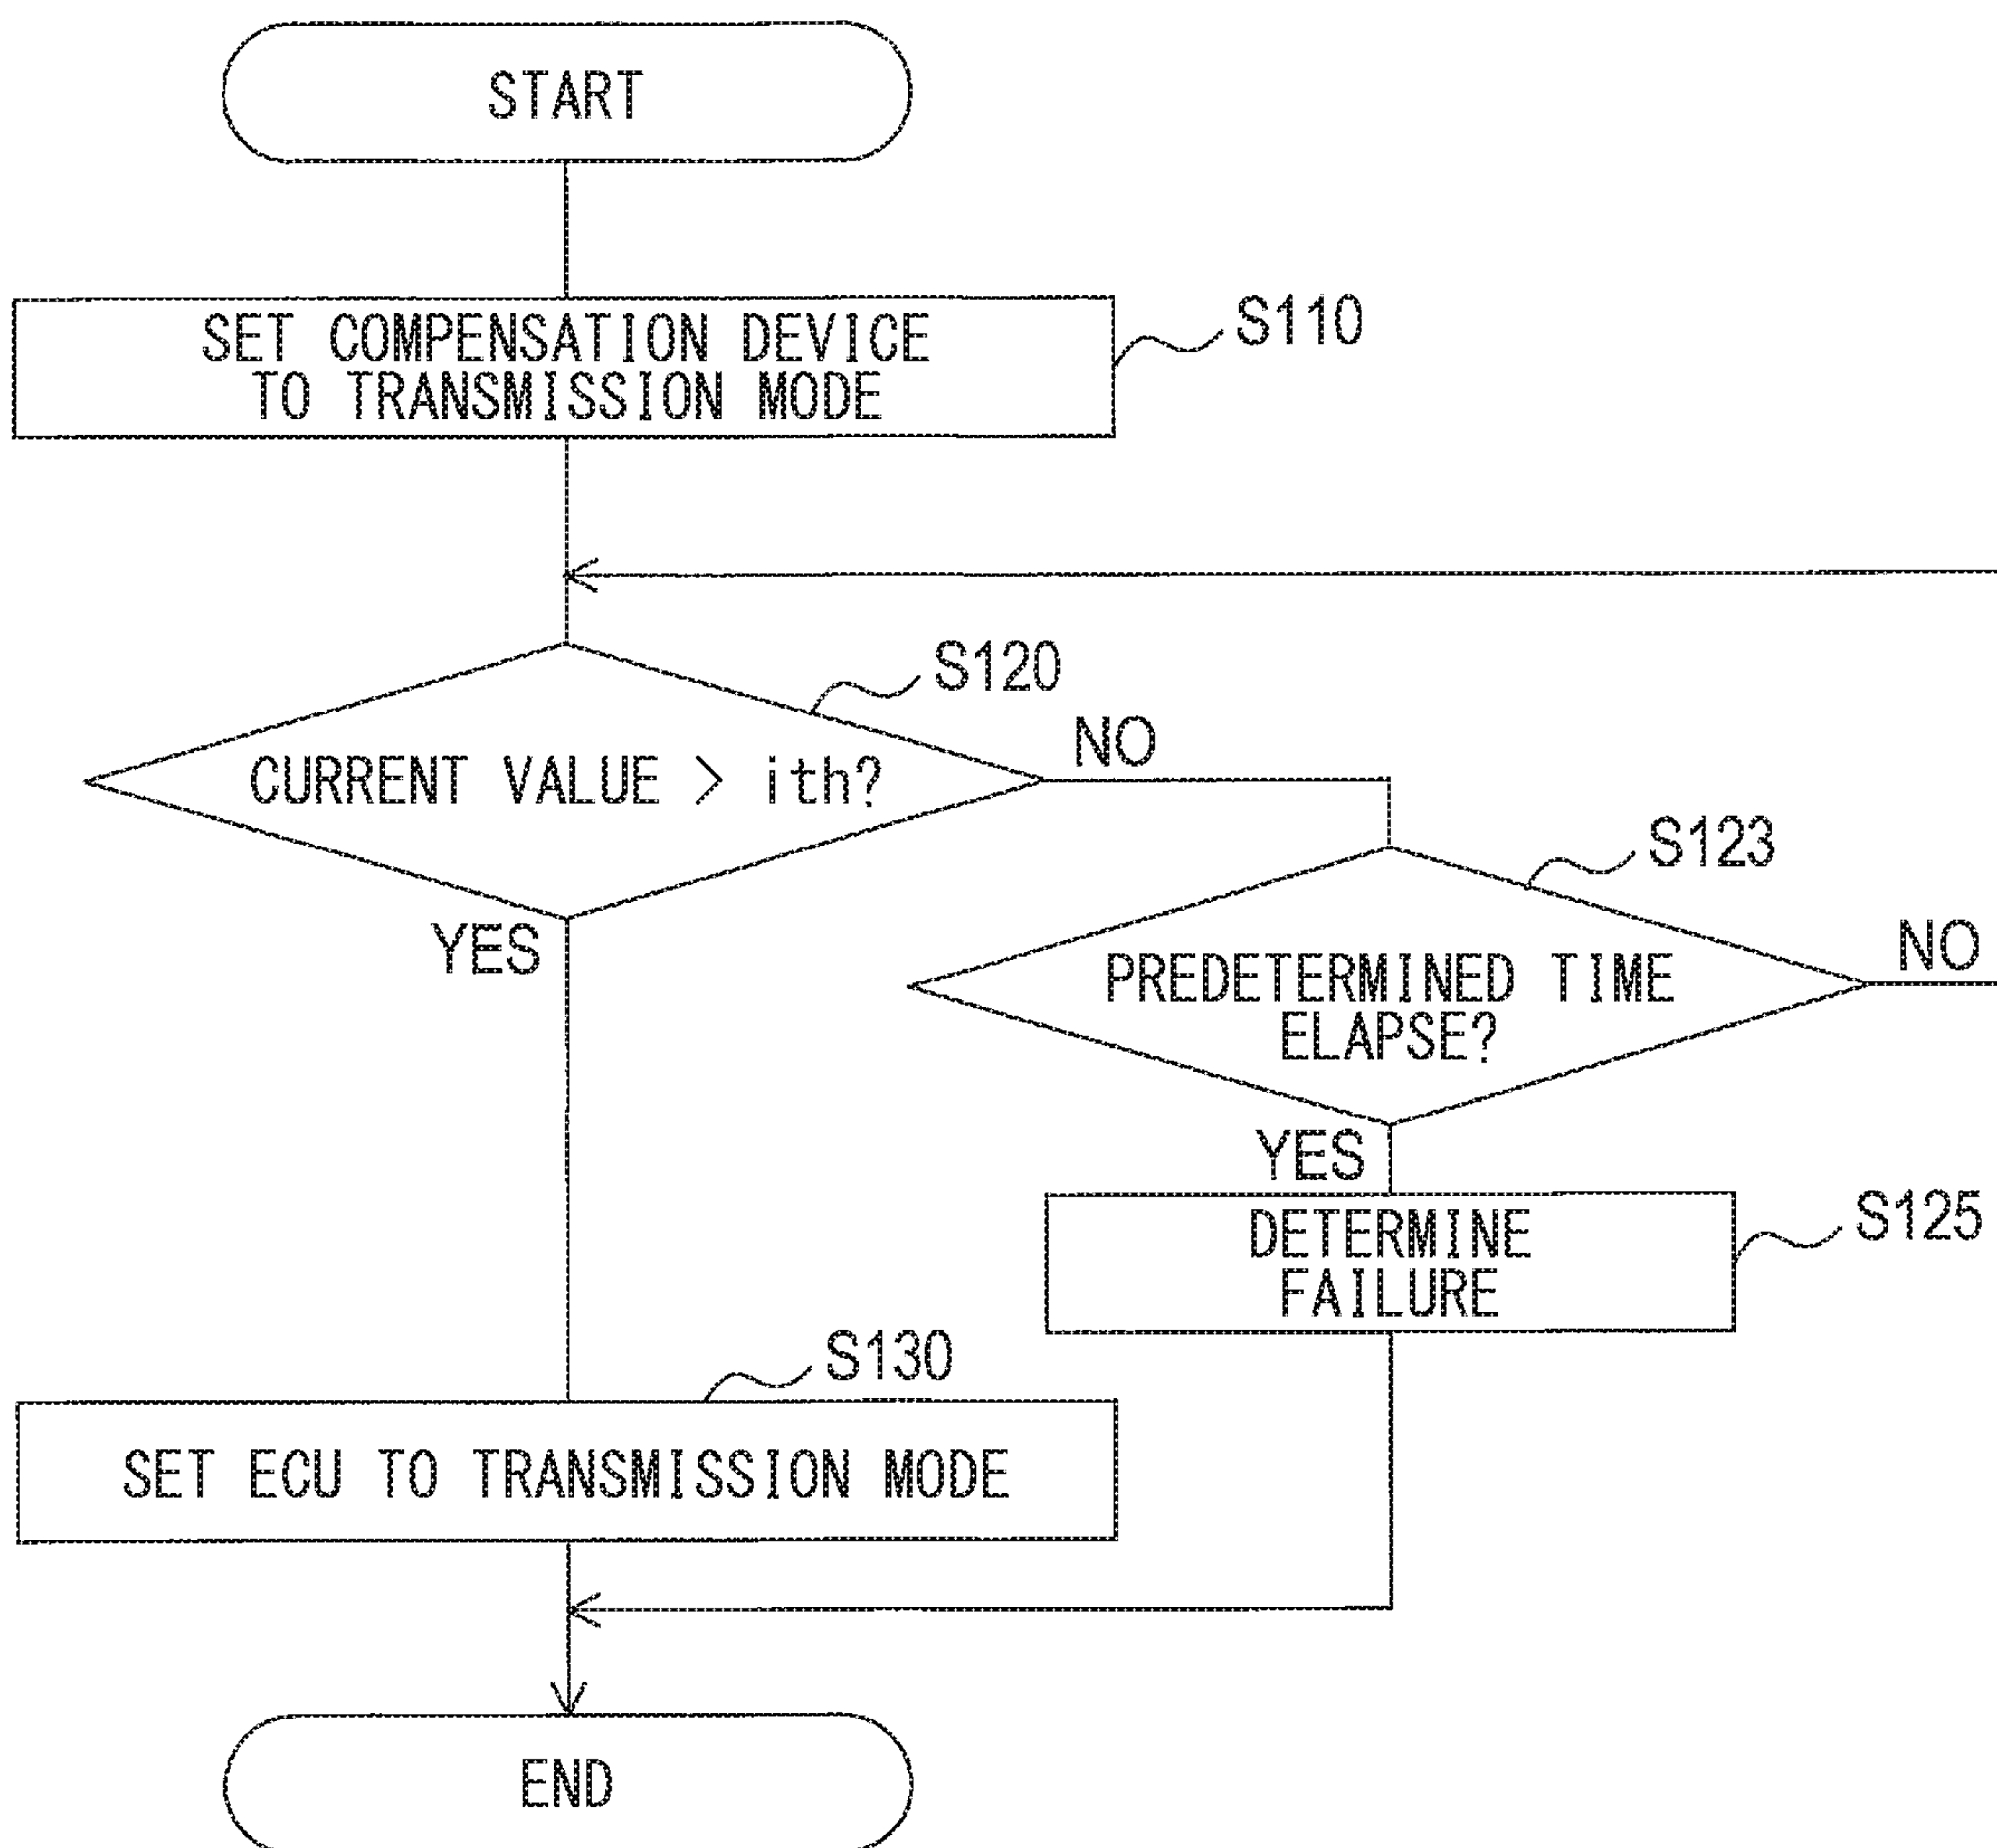 START
SET COMPENSATION DEVICE
TO TRANSMISSION MODE
S110
S120
CURRENT VALUE > ith?
NO
YES
S123
PREDETERMINED TIME
ELAPSE?
NO
YES
DETERMINE
FAILURE
S125
S130
SET ECU TO TRANSMISSION MODE
END